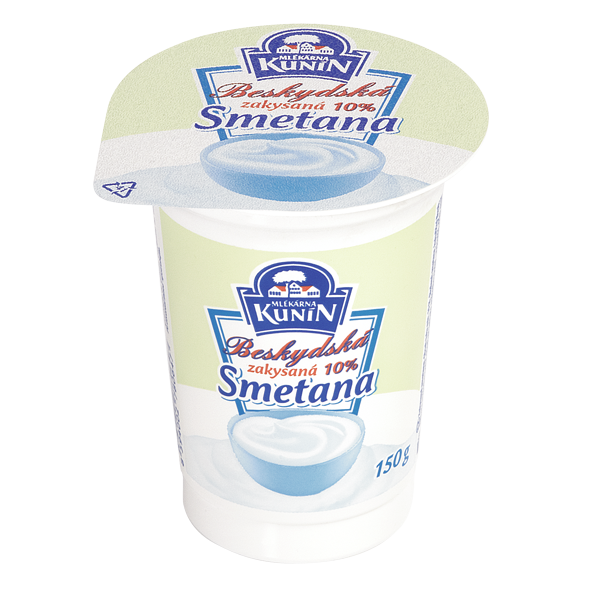 MLÉKÁRNA
KUNÍN
Beskydská
zakysaná 10%
Smetana
MLÉKÁRNA
KUNÍN
Beskydská
zakysaná 10%
Smetana
150g